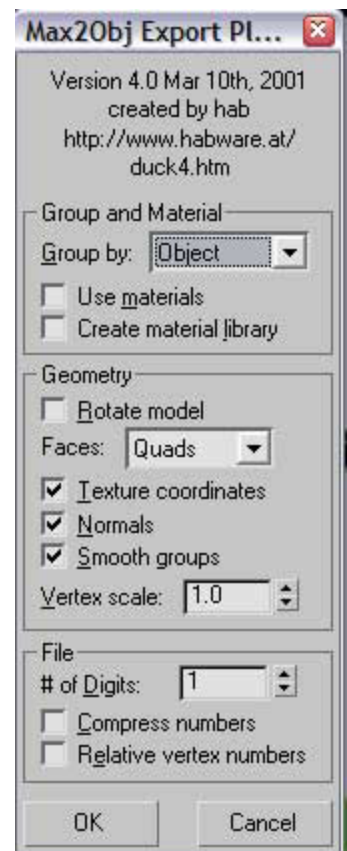 Max2Obj Export Pl...
Version 4.0 Mar 10th, 2001
created by hab
http://www.habware.at/
duck4.htm
Group and Material
Group by: Object
Use materials
Create material library
Geometry
Rotate model
Faces: Quads
Texture coordinates
Normals
Smooth groups
Vertex scale: 1.0
File
# of Digits: 1
Compress numbers
Relative vertex numbers
OK Cancel